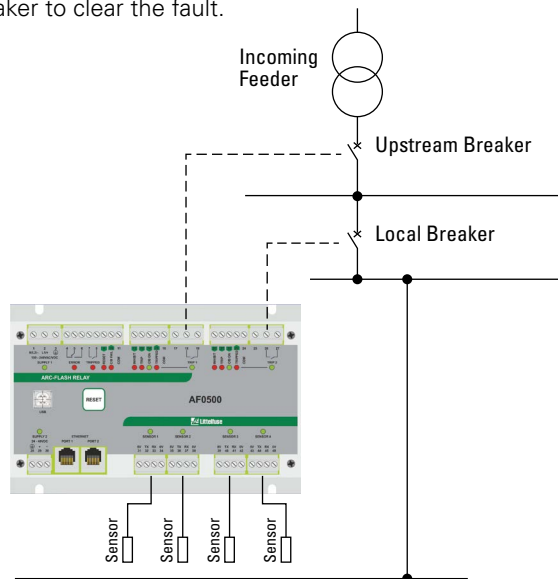 aker to clear the fault.
Incoming
Feeder
Upstream Breaker
Local Breaker
ARC-FLASH RELAY
USB
RESET
AF0500
Littelfuse
SUPPLY 1
SUPPLY 2
ETHERNET
PORT 1 PORT 2
SENSOR 1 SENSOR 2 SENSOR 3 SENSOR 4
Sensor
Sensor
Sensor
Sensor